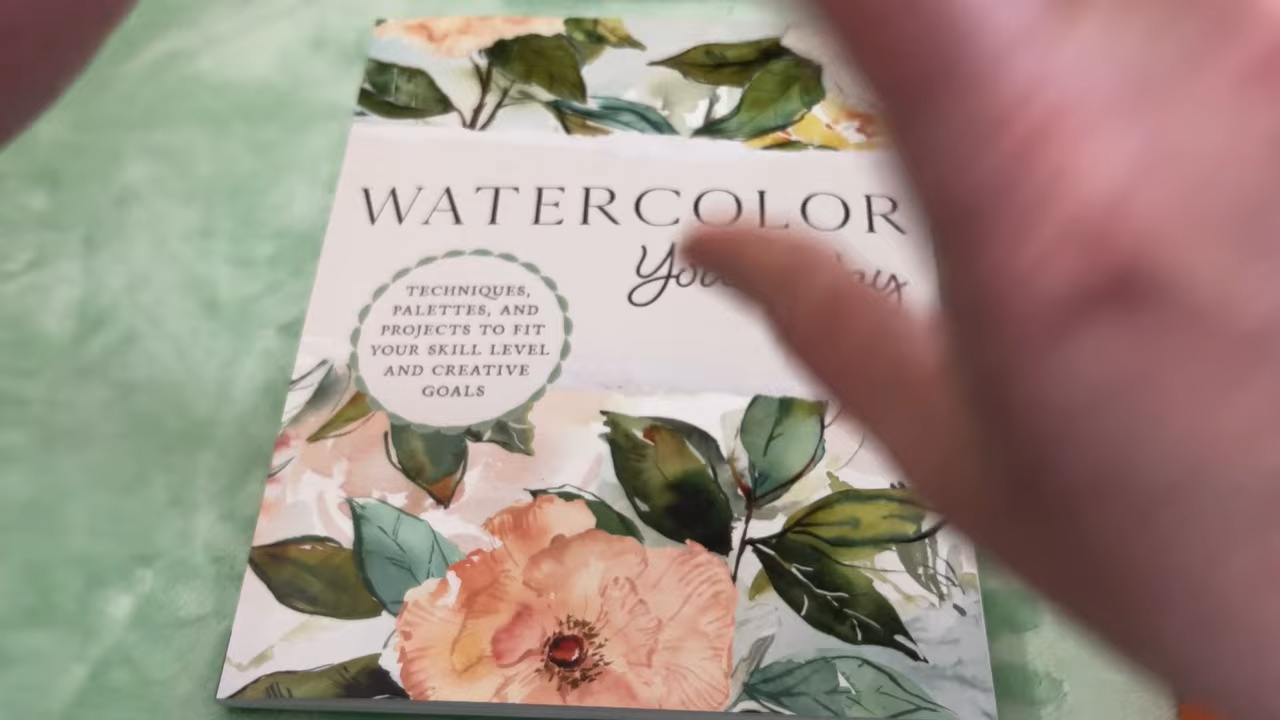 WATERCOLOR
TECHNIQUES,
PALETTES, AND
PROJECTS TO FIT
YOUR SKILL LEVEL
AND CREATIVE
GOALS